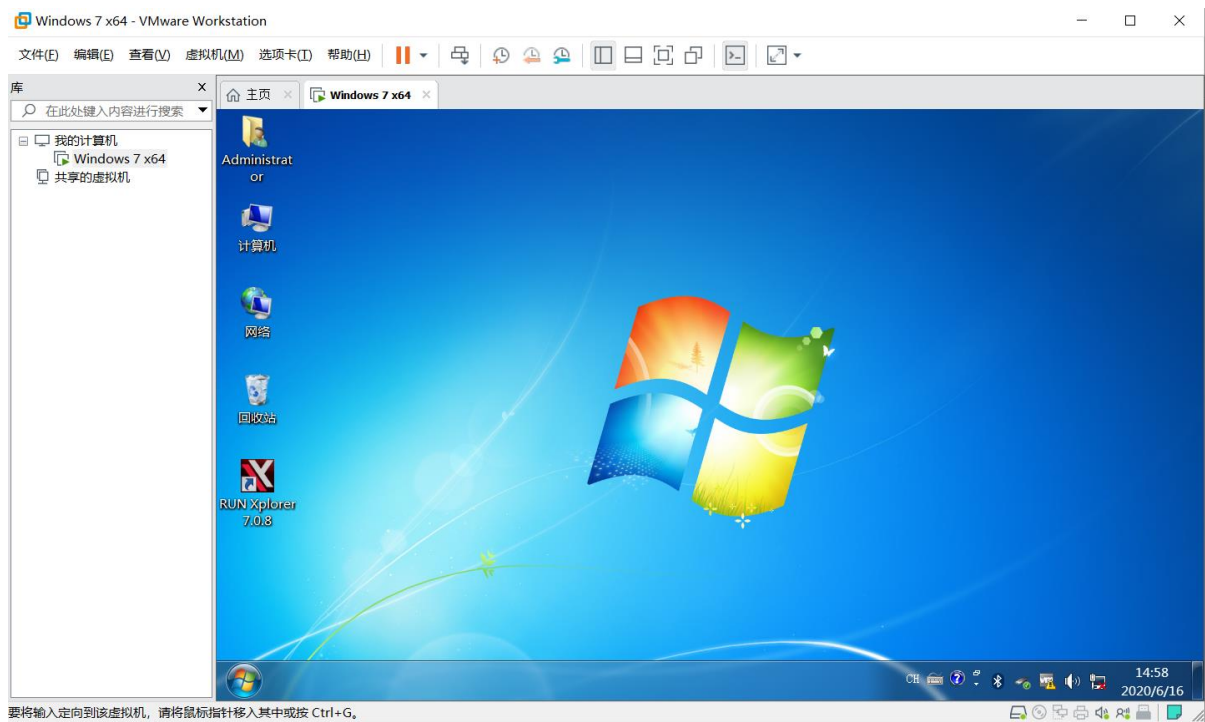 Windows 7 x64 - VMware Workstation
文件(F) 编辑(E) 查看(V) 虚拟机(M) 选项卡(T) 帮助(H)
库
主页
Windows 7 x64
在此处键入内容进行搜索
我的计算机
Windows 7 x64
共享的虚拟机
Administrat
or
计算机
网络
回收站
RUN Xplorer
7.0.8
CH
14:58
2020/6/16
要将输入定向到该虚拟机，请将鼠标指针移入其中或按 Ctrl+G。